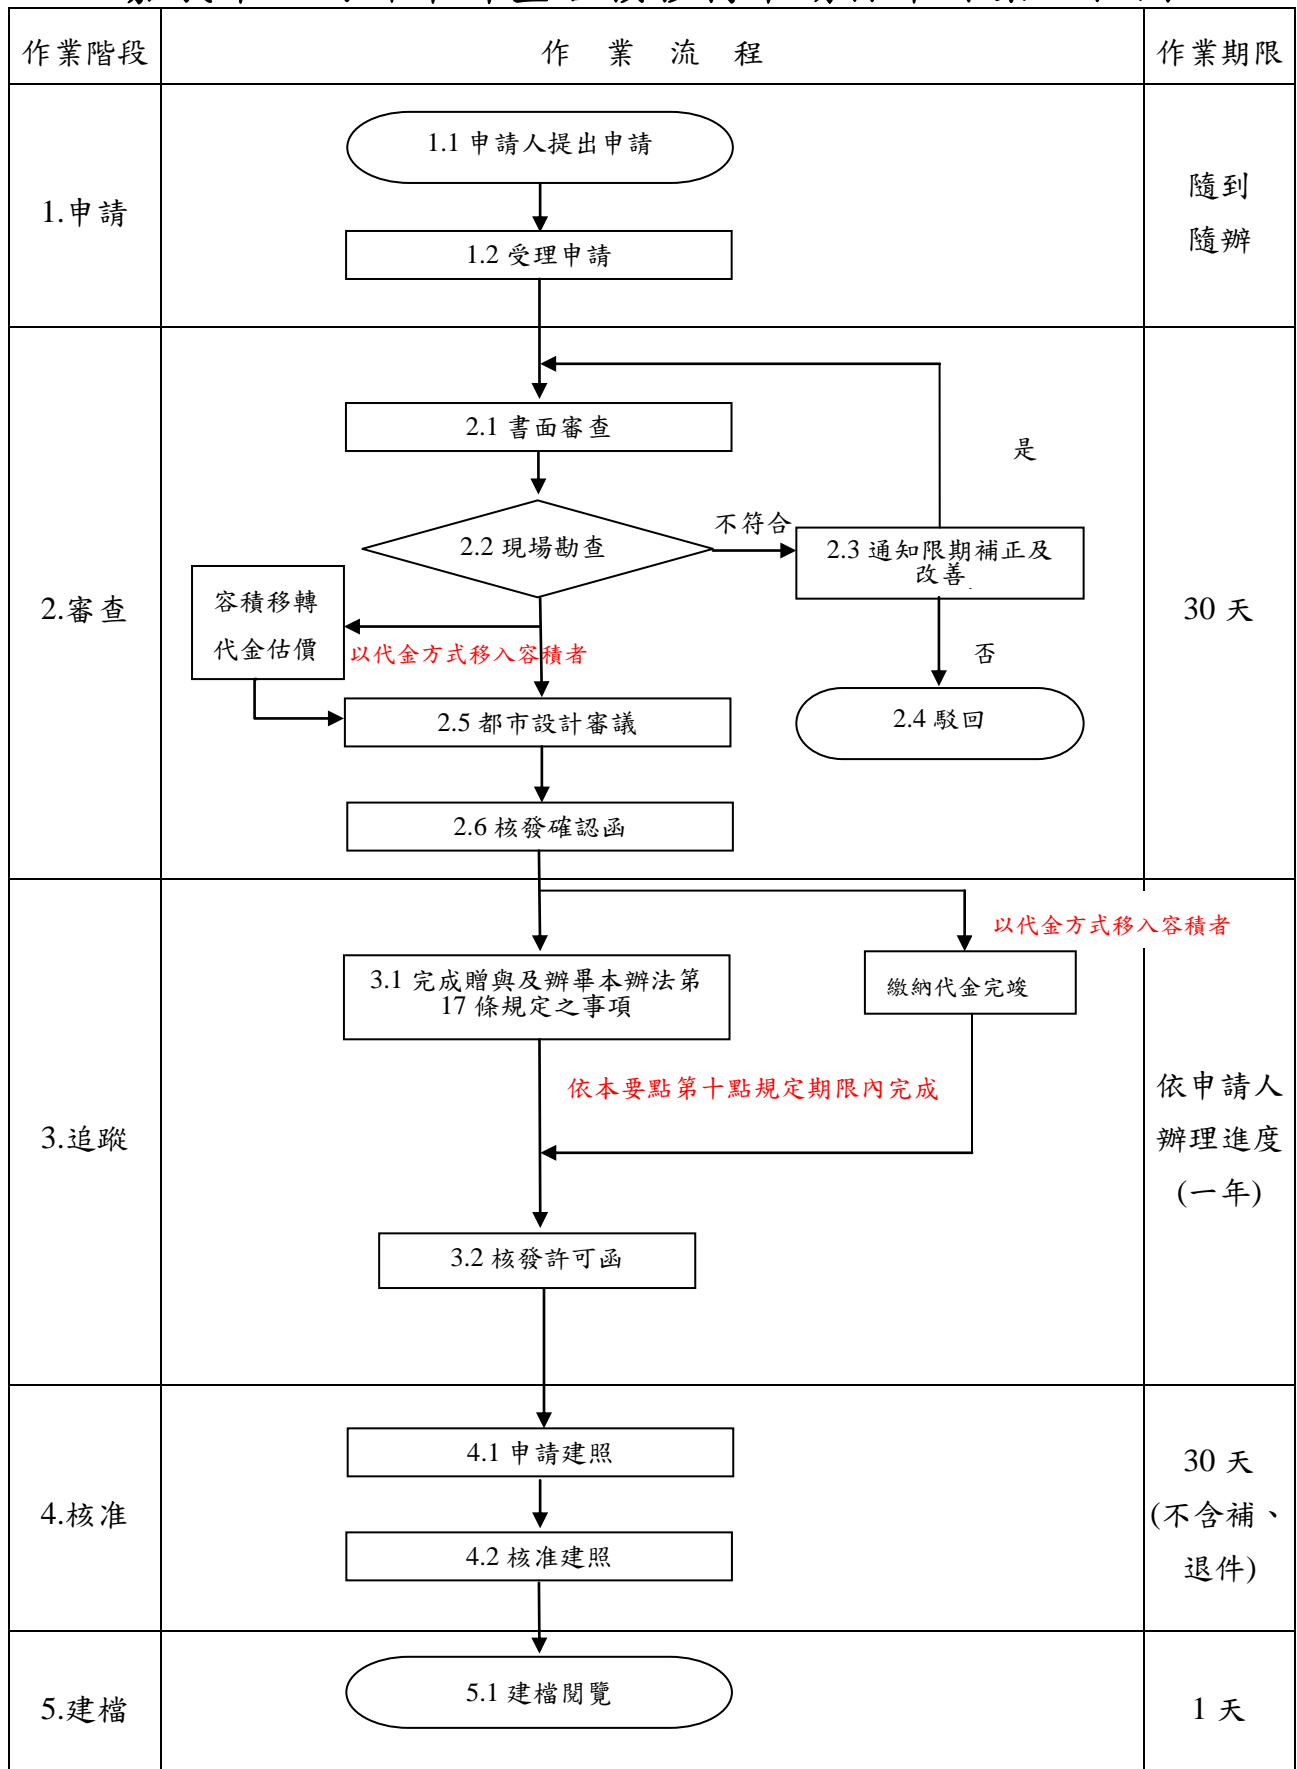 作業階段
作業流程
作業期限
1.申請
1.1 申請人提出申請
1.2 受理申請
隨到
隨辦
2.審查
2.1 書面審查
是
2.2 現場勘查
不符合
2.3 通知限期補正及
改善
容積移轉
代金估價
以代金方式移入容積者
否
2.4 駁回
2.5 都市設計審議
2.6 核發確認函
30 天
3.追蹤
以代金方式移入容積者
3.1 完成贈與及辦畢本辦法第
17 條規定之事項
繳納代金完竣
依本要點第十點規定期限內完成
3.2 核發許可函
依申請人
辦理進度
(一年)
4.核准
4.1 申請建照
4.2 核准建照
30 天
(不含補、
退件)
5.建檔
5.1 建檔閱覽
1 天